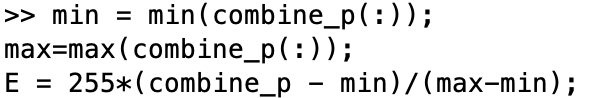 >> min = min(combine_p(:));
max=max(combine_p(:));
E = 255*(combine_p - min)/(max-min);